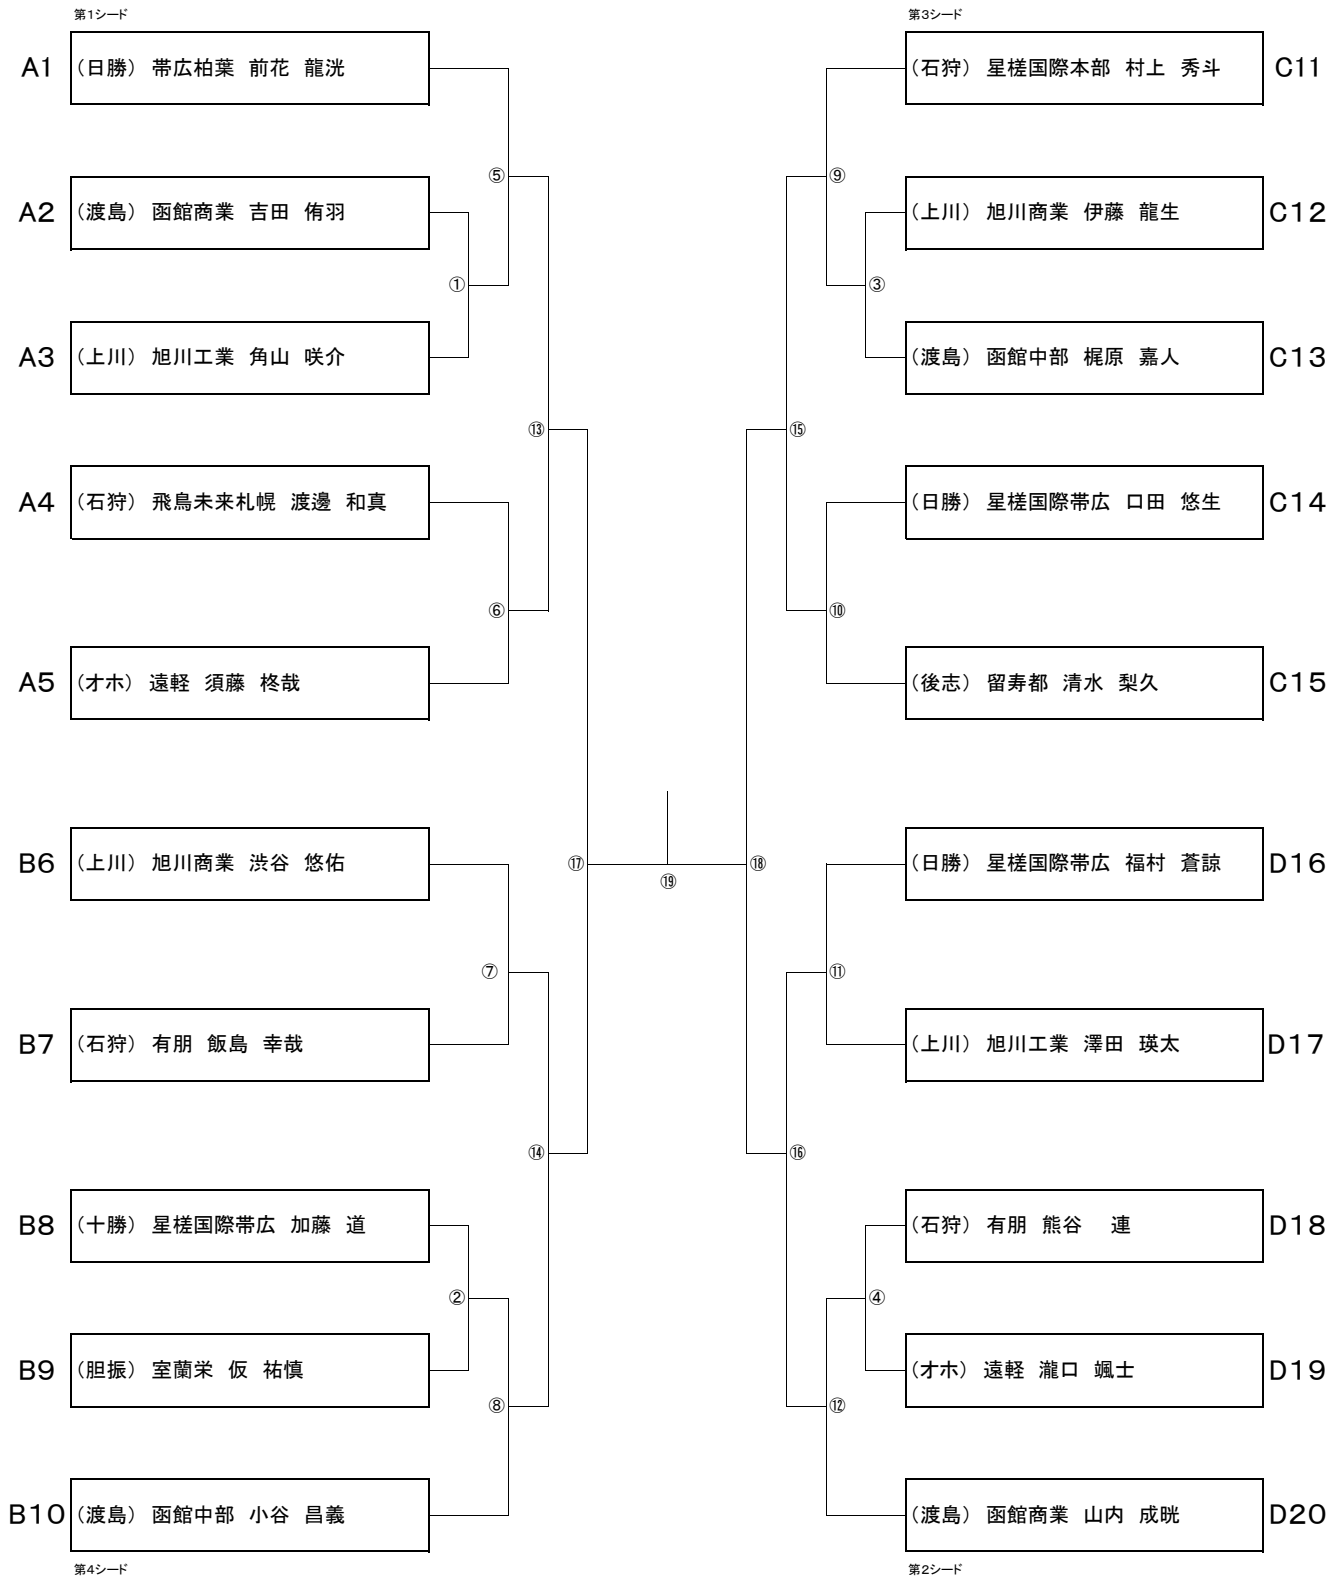 第1シード
A1 （日勝） 帯広柏葉 前花 龍洸
⑤
A2 （渡島） 函館商業 吉田 侑羽
①
A3 （上川） 旭川工業 角山 咲介
⑬
A4 （石狩） 飛鳥未来札幌 渡邊 和真
⑥
A5 （オホ） 遠軽 須藤 柊哉
B6 （上川） 旭川商業 渋谷 悠佑
⑰
⑦
B7 （石狩） 有朋 飯島 幸哉
⑭
B8 （十勝） 星槎国際帯広 加藤 道
②
B9 （胆振） 室蘭栄 仮 祐慎
⑧
B10 （渡島） 函館中部 小谷 昌義
第4シード
⑲
第3シード
（石狩） 星槎国際本部 村上 秀斗 C11
⑨
（上川） 旭川商業 伊藤 龍生 C12
③
（渡島） 函館中部 梶原 嘉人 C13
⑮
（日勝） 星槎国際帯広 口田 悠生 C14
⑩
（後志） 留寿都 清水 梨久 C15
⑱
（日勝） 星槎国際帯広 福村 蒼諒 D16
⑪
（上川） 旭川工業 澤田 瑛太 D17
⑯
（石狩） 有朋 熊谷 連 D18
④
（オホ） 遠軽 瀧口 颯士 D19
⑫
（渡島） 函館商業 山内 成晄 D20
第2シード